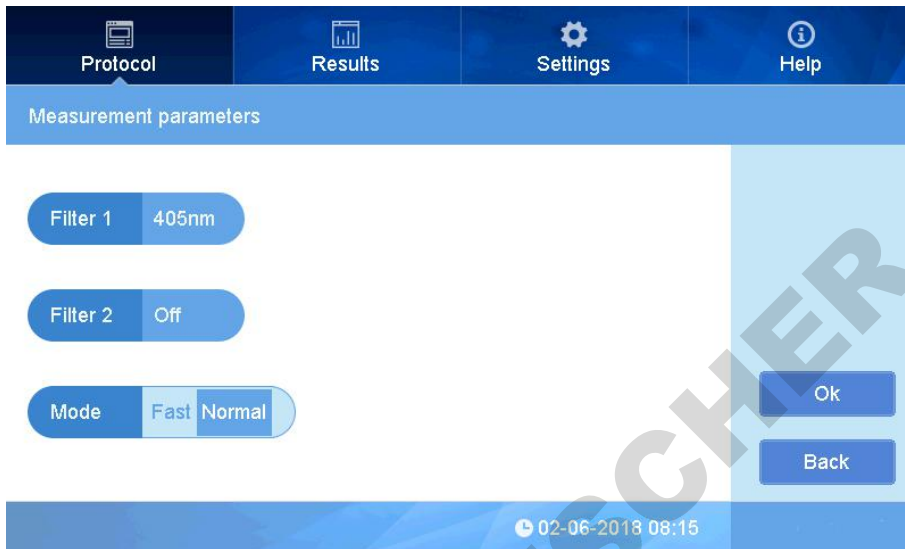 Protocol Results Settings Help
Measurement parameters
Filter 1 405nm
Filter 2 Off
Mode Fast Normal
Ok
Back
02-06-2018 08:15
SCHER